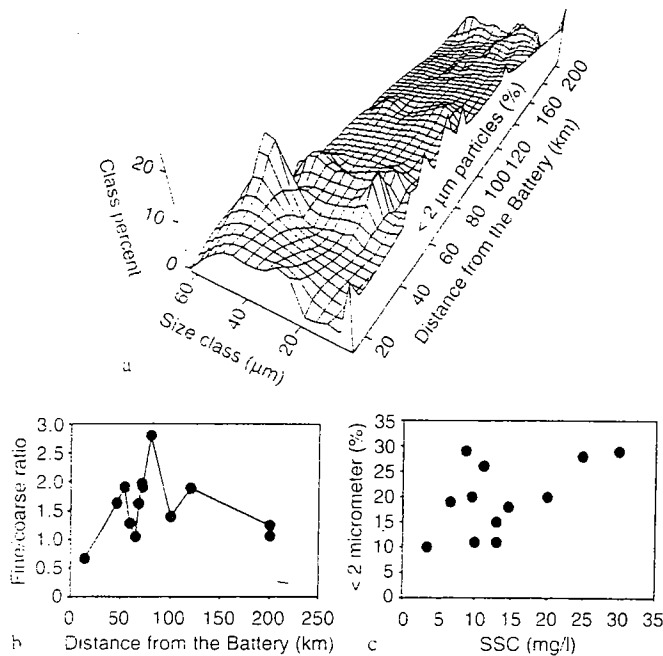 Class percent
20
10
0
60
40
20
Size class (µm)
< 2 µm particles (%)
20
40
60
80
100
120
160
200
Distance from the Battery (km)
a
Fine/coarse ratio
3.0
2.5
2.0
1.5
1.0
0.5
0
0 50 100 150 200 250
b Distance from the Battery (km)
< 2 micrometer (%)
35
30
25
20
15
10
5
0
0 5 10 15 20 25 30 35
c SSC (mg/l)